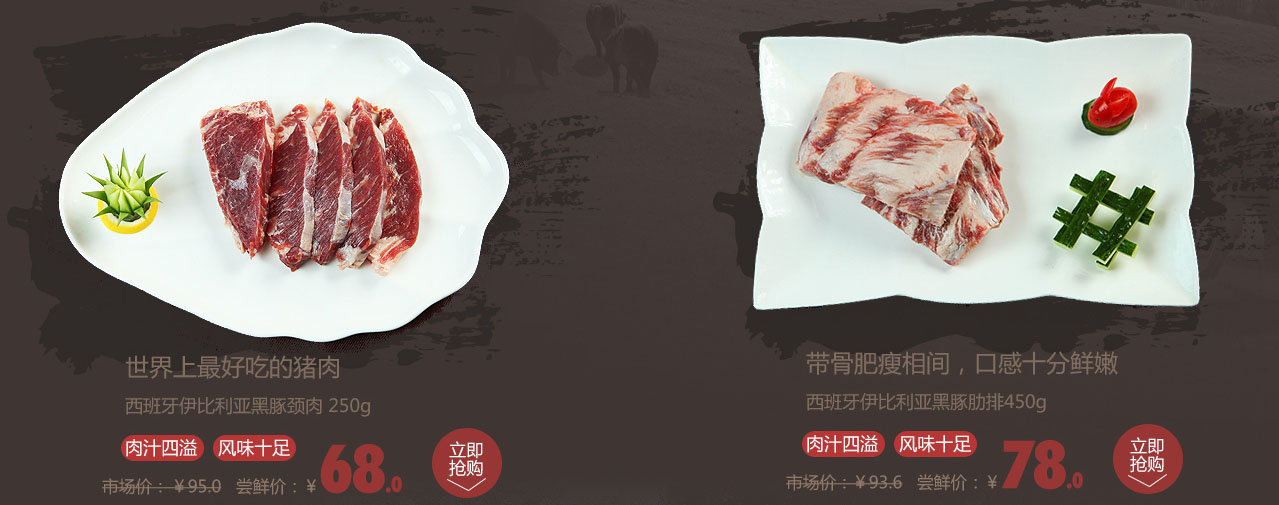 世界上最好吃的猪肉
西班牙伊比利亚黑豚颈肉 250g
肉汁四溢 风味十足
市场价：￥95.0 尝鲜价：￥68.0
立即
抢购
带骨肥瘦相间，口感十分鲜嫩
西班牙伊比利亚黑豚肋排450g
肉汁四溢 风味十足
市场价：￥93.6 尝鲜价：￥78.0
立即
抢购